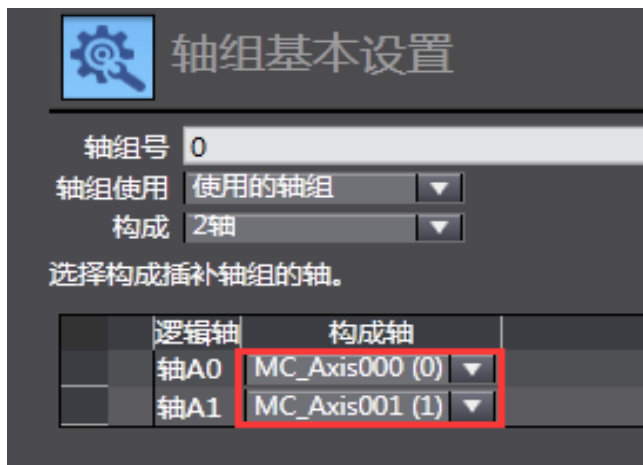 轴组基本设置
轴组号 0
轴组使用 使用的轴组
构成 2轴
选择构成插补轴组的轴。
逻辑轴 构成轴
轴A0 MC_Axis000 (0)
轴A1 MC_Axis001 (1)